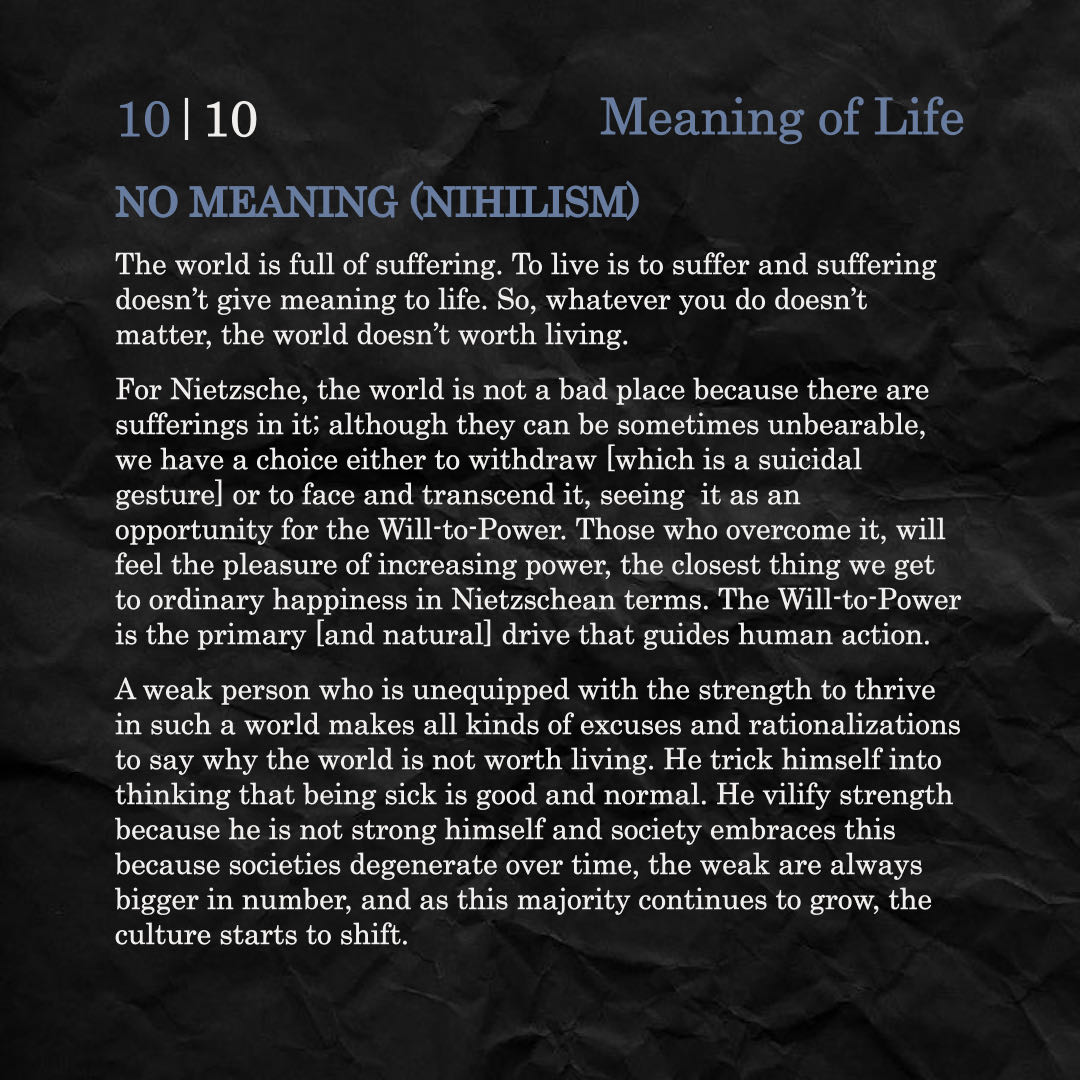 10 | 10
Meaning of Life
NO MEANING (NIHILISM)
The world is full of suffering. To live is to suffer and suffering
doesn’t give meaning to life. So, whatever you do doesn’t
matter, the world doesn’t worth living.
For Nietzsche, the world is not a bad place because there are
sufferings in it; although they can be sometimes unbearable,
we have a choice either to withdraw [which is a suicidal
gesture] or to face and transcend it, seeing  it as an
opportunity for the Will-to-Power. Those who overcome it, will
feel the pleasure of increasing power, the closest thing we get
to ordinary happiness in Nietzschean terms. The Will-to-Power
is the primary [and natural] drive that guides human action.
A weak person who is unequipped with the strength to thrive
in such a world makes all kinds of excuses and rationalizations
to say why the world is not worth living. He trick himself into
thinking that being sick is good and normal. He vilify strength
because he is not strong himself and society embraces this
because societies degenerate over time, the weak are always
bigger in number, and as this majority continues to grow, the
culture starts to shift.